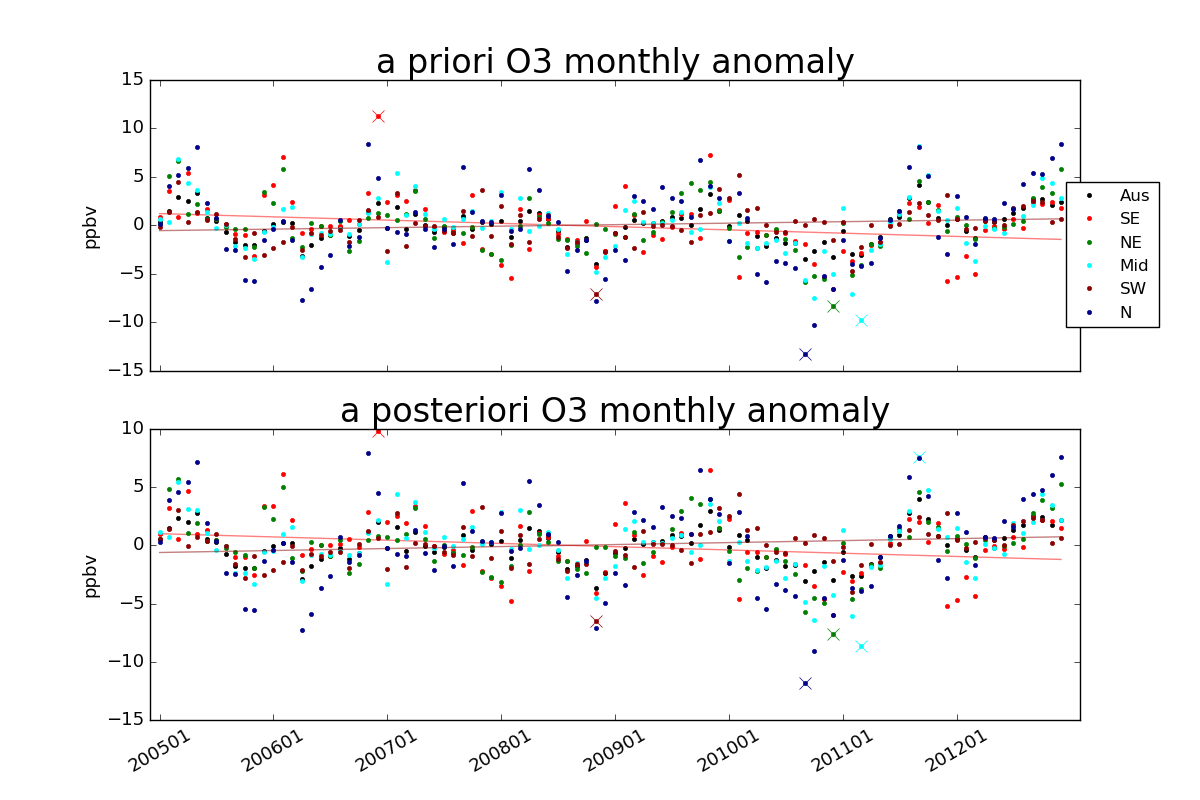 a priori O3 monthly anomaly
15
10
5
0
−5
−10
−15
ppbv
Aus
SE
NE
Mid
SW
N
a posteriori O3 monthly anomaly
10
5
0
−5
−10
−15
ppbv
200501
200601
200701
200801
200901
201001
201101
201201